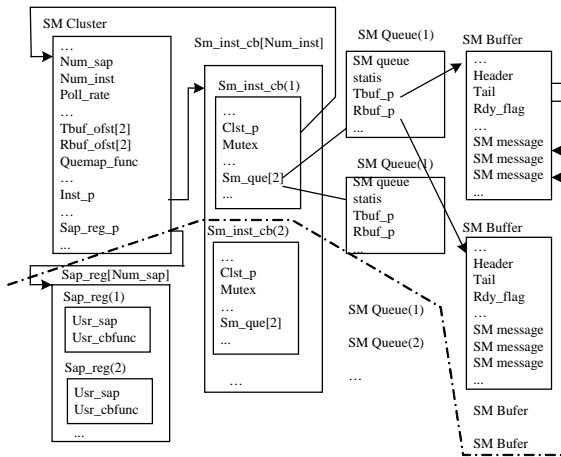 SM Cluster
…
Num_sap
Num_inst
Poll_rate
…
Tbuf_ofst[2]
Rbuf_ofst[2]
Quemap_func
…
Inst_p
…
Sap_reg_p
...
Sap_reg[Num_sap]
Sap_reg(1)
Usr_sap
Usr_cbfunc
Sap_reg(2)
Usr_sap
Usr_cbfunc
...
Sm_inst_cb[Num_inst]
Sm_inst_cb(1)
…
Clst_p
Mutex
…
Sm_que[2]
...
Sm_inst_cb(2)
…
Clst_p
Mutex
…
Sm_que[2]
...
…
SM Queue(1)
SM queue
statis
Tbuf_p
Rbuf_p
...
SM Queue(1)
SM queue
statis
Tbuf_p
Rbuf_p
...
SM Queue(1)
SM Queue(2)
…
SM Buffer
…
Header
Tail
Rdy_flag
…
SM message
SM message
SM message
...
SM Buffer
…
Header
Tail
Rdy_flag
…
SM message
SM message
SM message
...
SM Bufer
SM Bufer